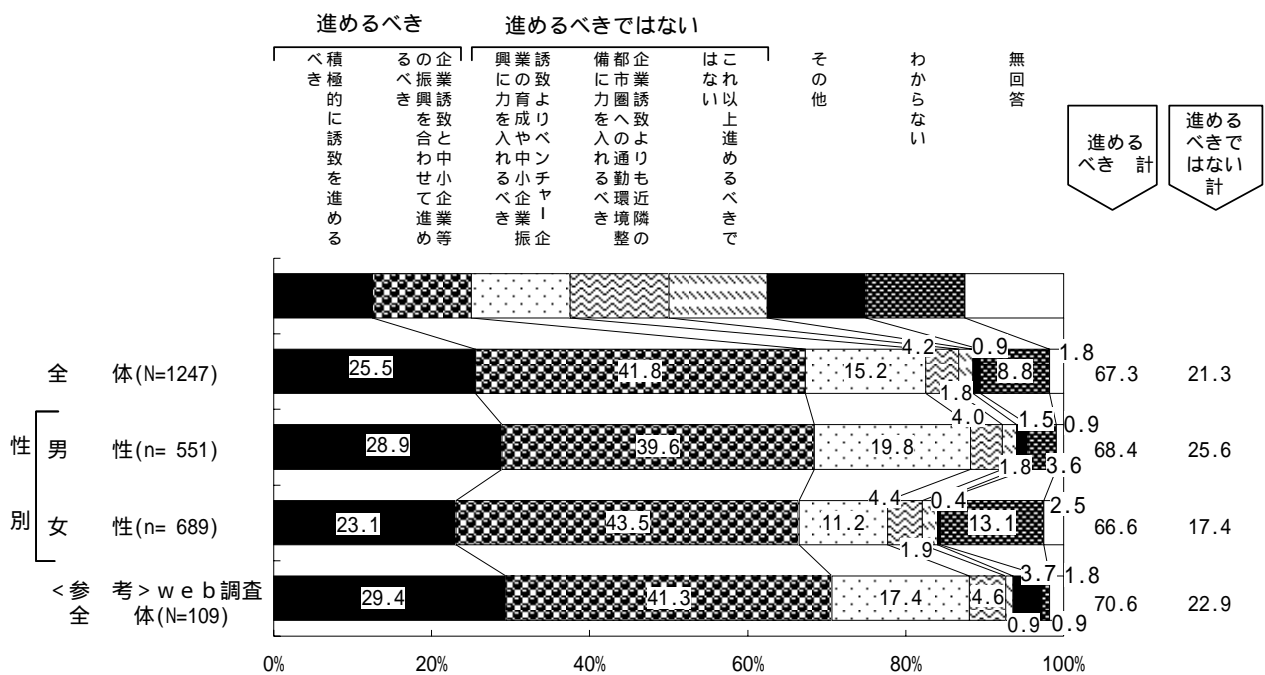 進めるべき
進めるべきではない
積極的に誘致を進める
べき
企業誘致と中小企業等
の振興を合わせて進め
るべき
誘致よりベンチャー企
業の育成や中小企業振
興に力を入れるべき
企業誘致よりも近隣の
都市圏への通勤環境整
備に力を入れるべき
これ以上進めるべきで
はない
その他
わからない
無回答
進める
べき 計
進める
べきで
はない
計
全 体(N=1247)
25.5
41.8
15.2
4.2
1.8
0.9
8.8
1.8
67.3
21.3
性別
男 性(n= 551)
28.9
39.6
19.8
4.0
1.8
1.5
3.6
0.9
68.4
25.6
女 性(n= 689)
23.1
43.5
11.2
4.4
1.9
0.4
13.1
2.5
66.6
17.4
<参 考>ｗｅｂ調査
全 体(N=109)
29.4
41.3
17.4
4.6
0.9
3.7
0.9
1.8
70.6
22.9
0%
20%
40%
60%
80%
100%